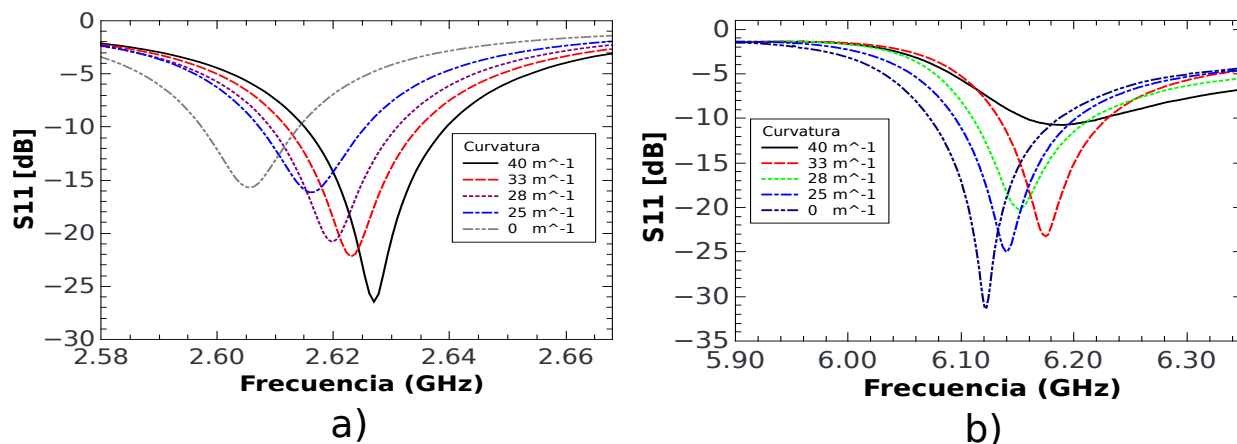 0
−5
−10
−15
−20
−25
−30
S11 [dB]
Curvatura
40 m^-1
33 m^-1
28 m^-1
25 m^-1
0 m^-1
2.58
2.60
2.62
2.64
2.66
Frecuencia (GHz)
a)
0
−5
−10
−15
−20
−25
−30
−35
S11 [dB]
Curvatura
40 m^-1
33 m^-1
28 m^-1
25 m^-1
0 m^-1
5.90
6.00
6.10
6.20
6.30
Frecuencia (GHz)
b)